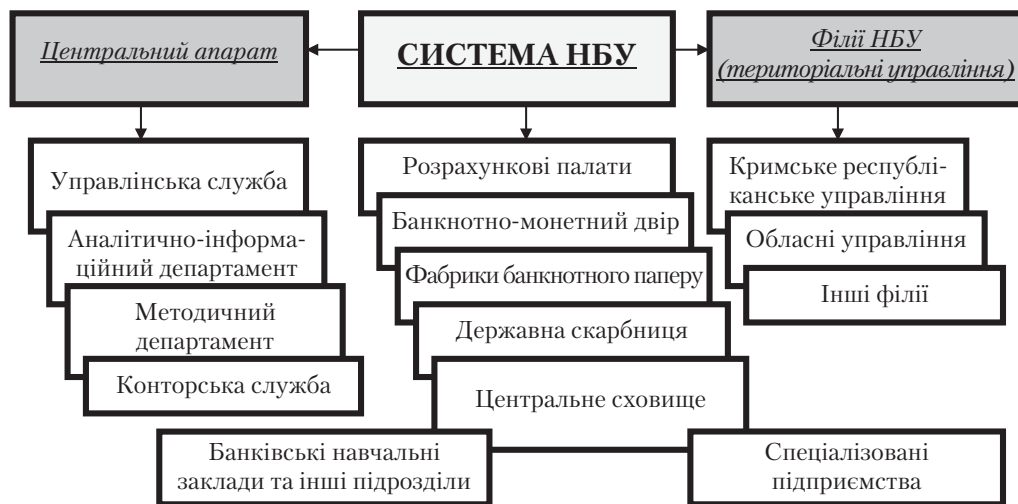 Центральний апарат
СИСТЕМА НБУ
Філії НБУ
(територіальні управління)
Управлінська служба
Аналітично-інформа-
ційний департамент
Методичний
департамент
Конторська служба
Розрахункові палати
Банкнотно-монетний двір
Фабрики банкнотного паперу
Державна скарбниця
Центральне сховище
Кримське республі-
канське управління
Обласні управління
Інші філії
Банківські навчальні
заклади та інші підрозділи
Спеціалізовані
підприємства